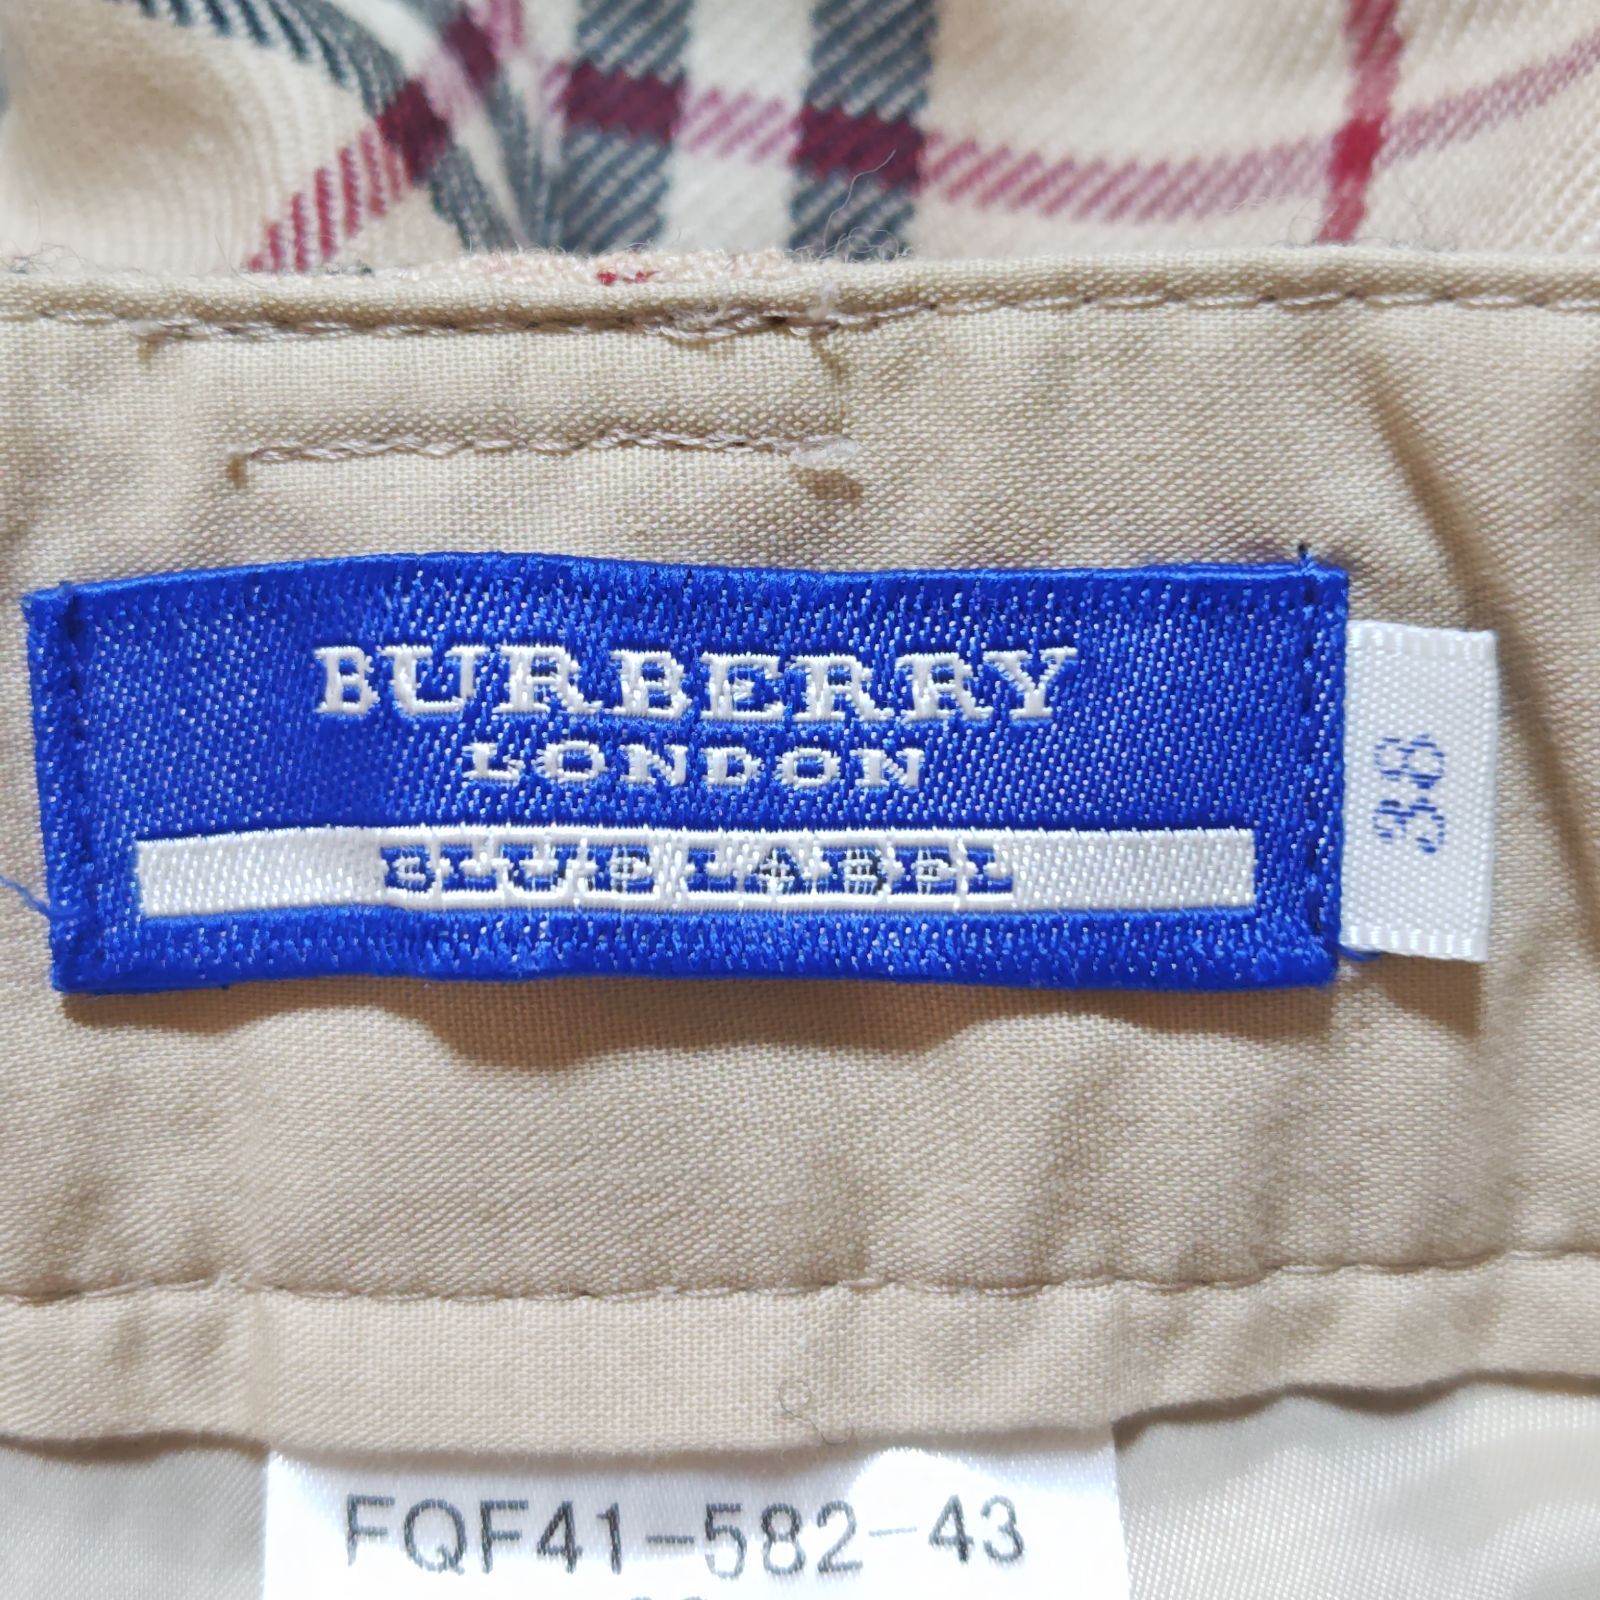 BURBERRY
LONDON
BLUE LABEL
38
FQF41-582-43